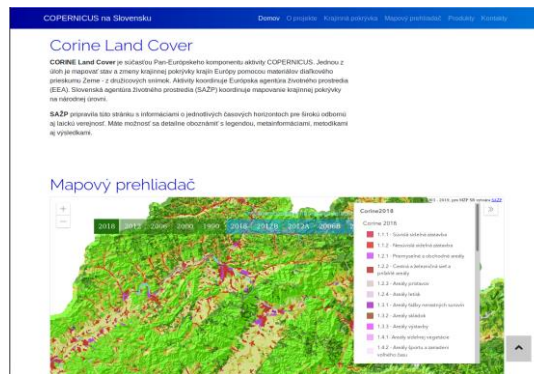 COPERNICUS na Slovensku
Domov O projekte Krajinná pokrývka Mapový prehliadač Produkty Kontakty
Corine Land Cover
CORINE Land Cover je súčasťou Pan-Európskeho komponentu aktivity COPERNICUS. Jednou z
úloh je mapovať stav a zmeny krajinnej pokrývky krajín Európy pomocou materiálov diaľkového
prieskumu Zeme - z družicových snímok. Aktivity koordinuje Európska agentúra životného prostredia
(EEA). Slovenská agentúra životného prostredia (SAŽP) koordinuje mapovanie krajinnej pokrývky
na národnej úrovni.
SAŽP pripravila túto stránku s informáciami o jednotlivých časových horizontoch pre širokú odbornú
aj laickú verejnosť. Máte možnosť sa detailne oboznámiť s legendou, metainformáciami, metodikami
aj výsledkami.
Mapový prehliadač
2018 2012 2006 2000 1990 2018 2012B 2012A 2006B
Corine2018
Corine 2018
1.1.1 - Súvislá sídelná zástavba
1.1.2 - Nesúvislá sídelná zástavba
1.2.1 - Priemyselné a obchodné areály
1.2.2 - Cestná a železničná sieť a
priľahlé areály
1.2.3 - Areály prístavov
1.2.4 - Areály letísk
1.3.1 - Areály ťažby nerastných surovín
1.3.2 - Areály skládok
1.3.3 - Areály výstavby
1.4.1 - Areály sídelnej vegetácie
1.4.2 - Areály športu a zariadení
voľného času